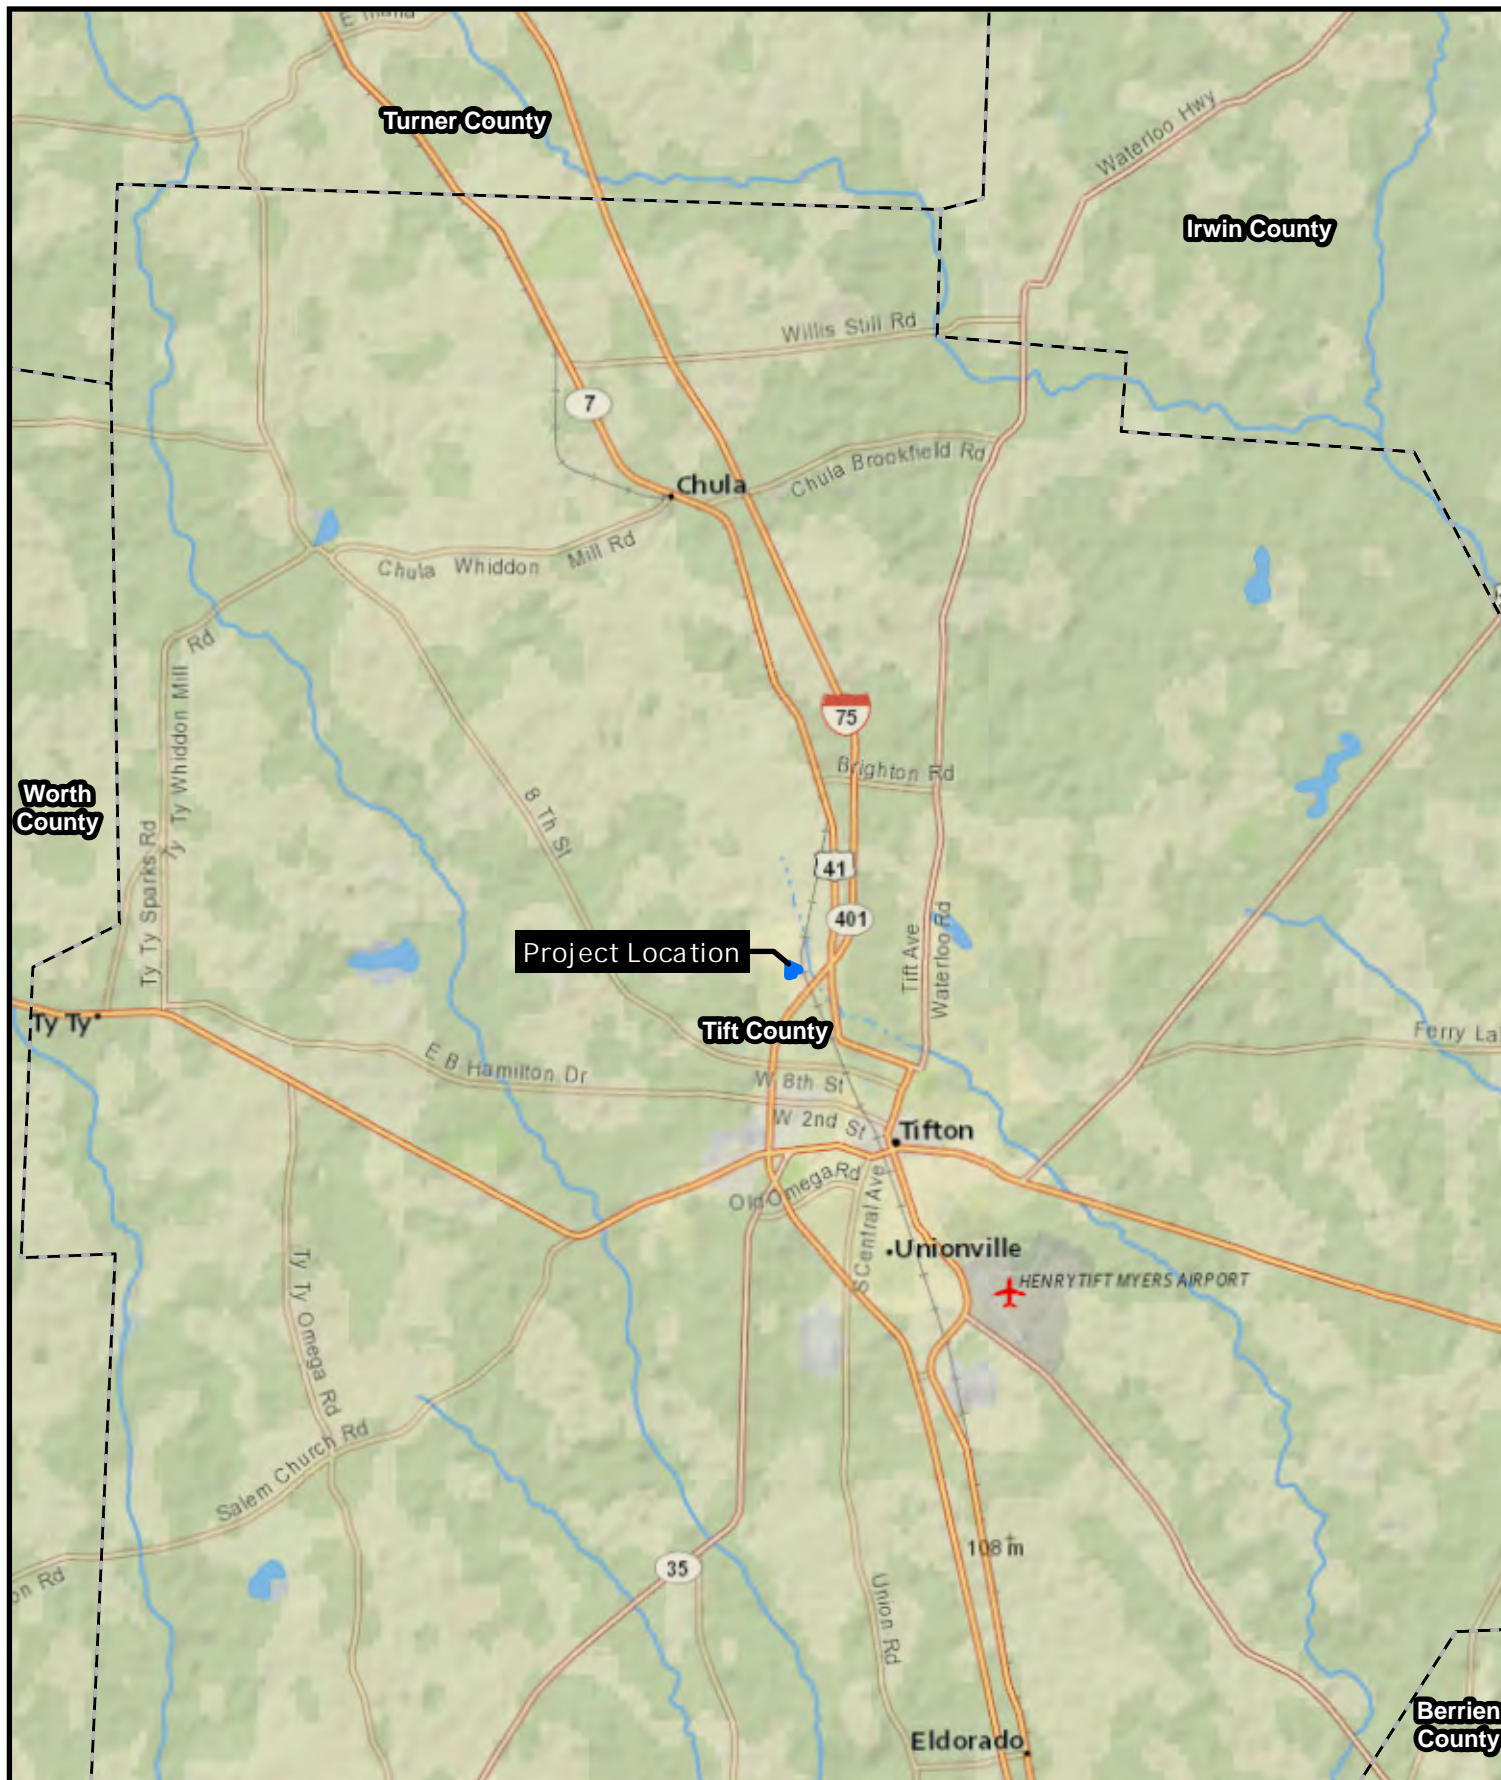 Turner County
Waterloo Hwy
Irwin County
Willis Still Rd
7
Chula
Chula Brookfield Rd
Chula Whiddon Mill Rd
Rd
Ty Ty Whiddon Mill
75
Brighton Rd
Worth
County
8 Th St
Ty Ty Sparks Rd
41
401
Tift Ave
Waterloo Rd
Project Location
Ty Ty
Tift County
E B Hamilton Dr
W 8th St
W 2nd St
Tifton
Old Omega Rd
S Central Ave
Unionville
HENRY TIFT MYERS AIRPORT
Ty Ty Omega Rd
Salem Church Rd
108 m
35
Rd
Union Rd
Eldorado
Berrien
County